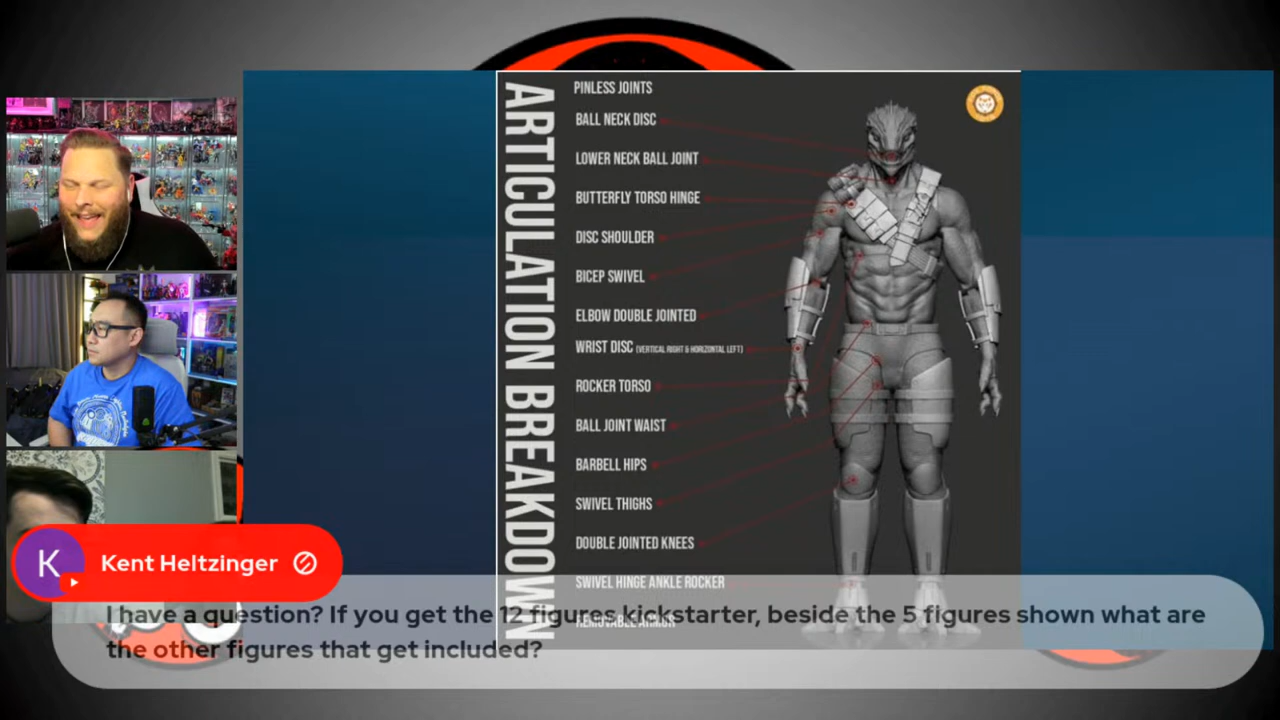 ARTICULATION BREAKDOWN
PINLESS JOINTS
BALL NECK DISC
LOWER NECK BALL JOINT
BUTTERFLY TORSO HINGE
DISC SHOULDER
BICEP SWIVEL
ELBOW DOUBLE JOINTED
WRIST DISC (VERTICAL RIGHT & HORIZONTAL LEFT)
ROCKER TORSO
BALL JOINT WAIST
BARBELL HIPS
SWIVEL THIGHS
DOUBLE JOINTED KNEES
SWIVEL HINGE ANKLE ROCKER
REMOVABLE ARMOR
K
Kent Heltzinger
I have a question? If you get the 12 figures kickstarter, beside the 5 figures shown what are
the other figures that get included?